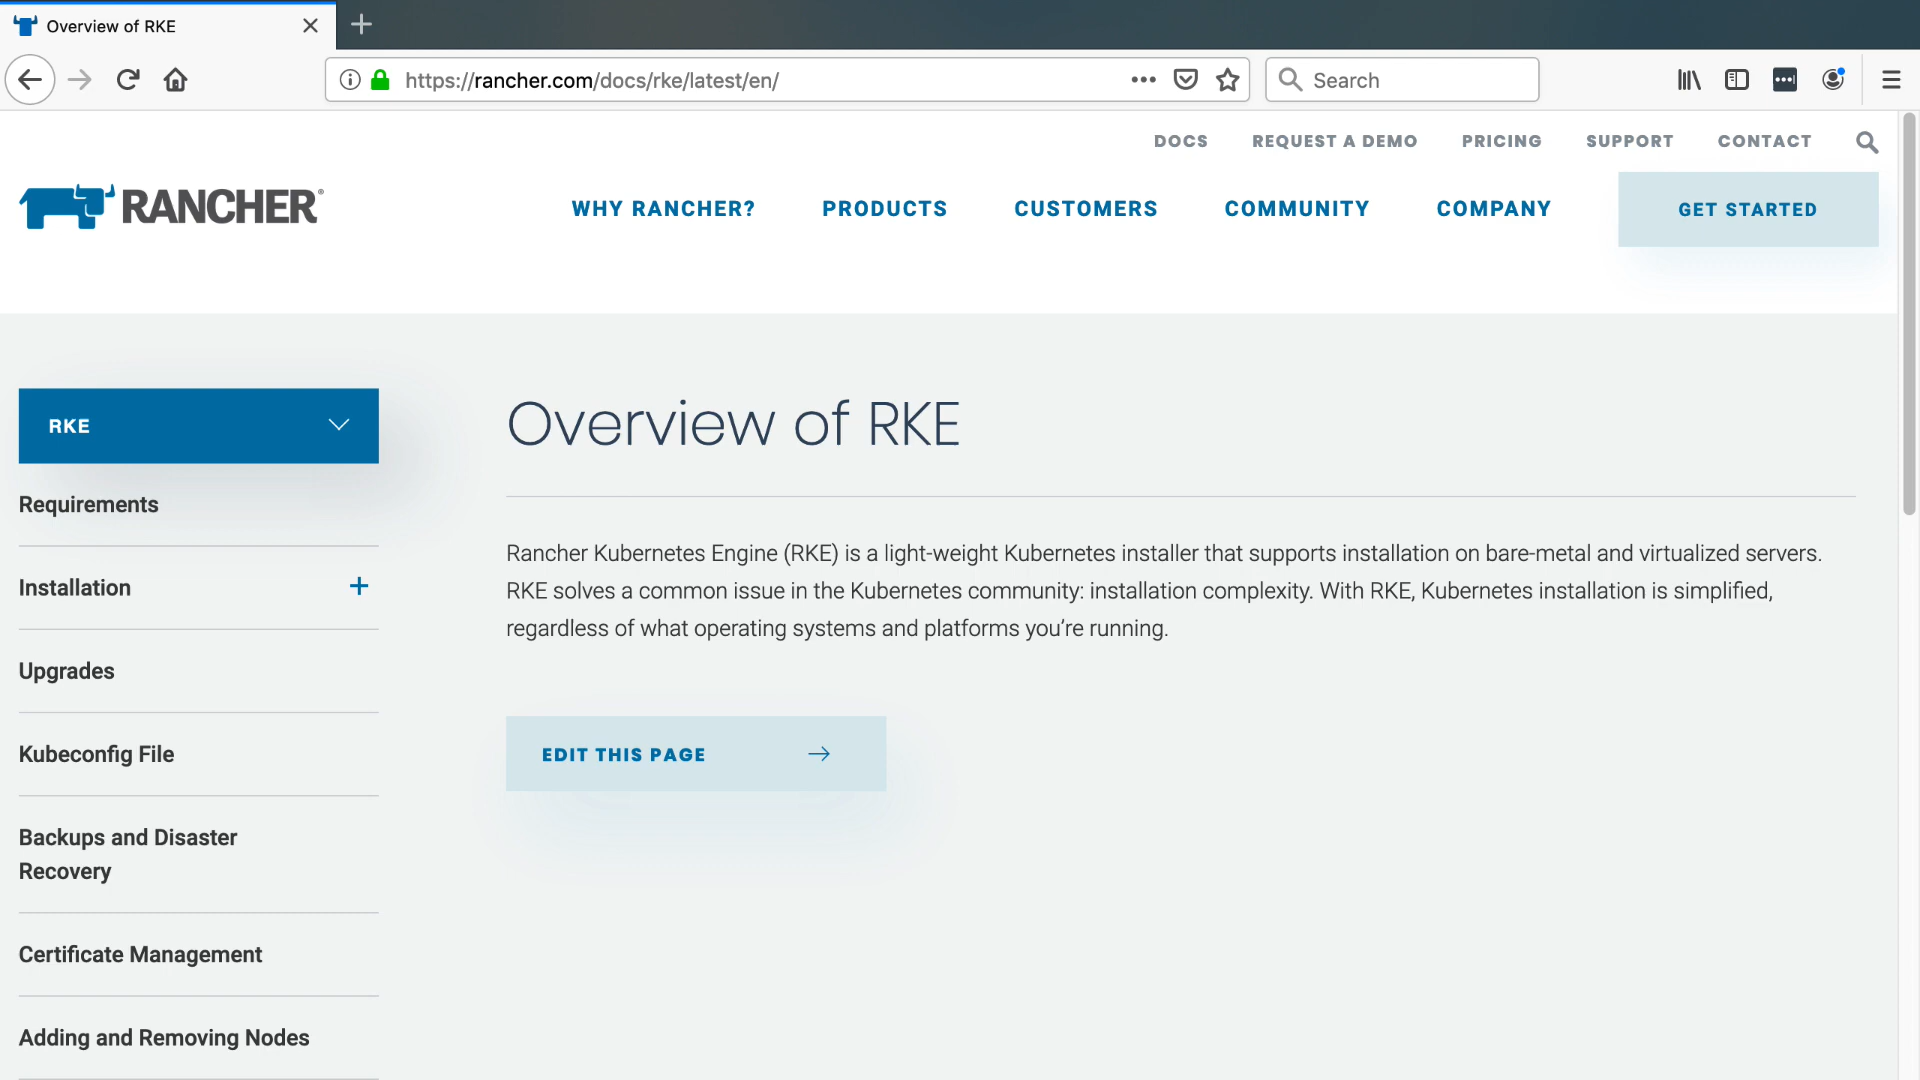 Overview of RKE
https://rancher.com/docs/rke/latest/en/
Search
DOCS REQUEST A DEMO PRICING SUPPORT CONTACT
RANCHER®
WHY RANCHER? PRODUCTS CUSTOMERS COMMUNITY COMPANY GET STARTED
RKE
Requirements
Installation +
Upgrades
Kubeconfig File
Backups and Disaster
Recovery
Certificate Management
Adding and Removing Nodes
Overview of RKE
Rancher Kubernetes Engine (RKE) is a light-weight Kubernetes installer that supports installation on bare-metal and virtualized servers.
RKE solves a common issue in the Kubernetes community: installation complexity. With RKE, Kubernetes installation is simplified,
regardless of what operating systems and platforms you’re running.
EDIT THIS PAGE →